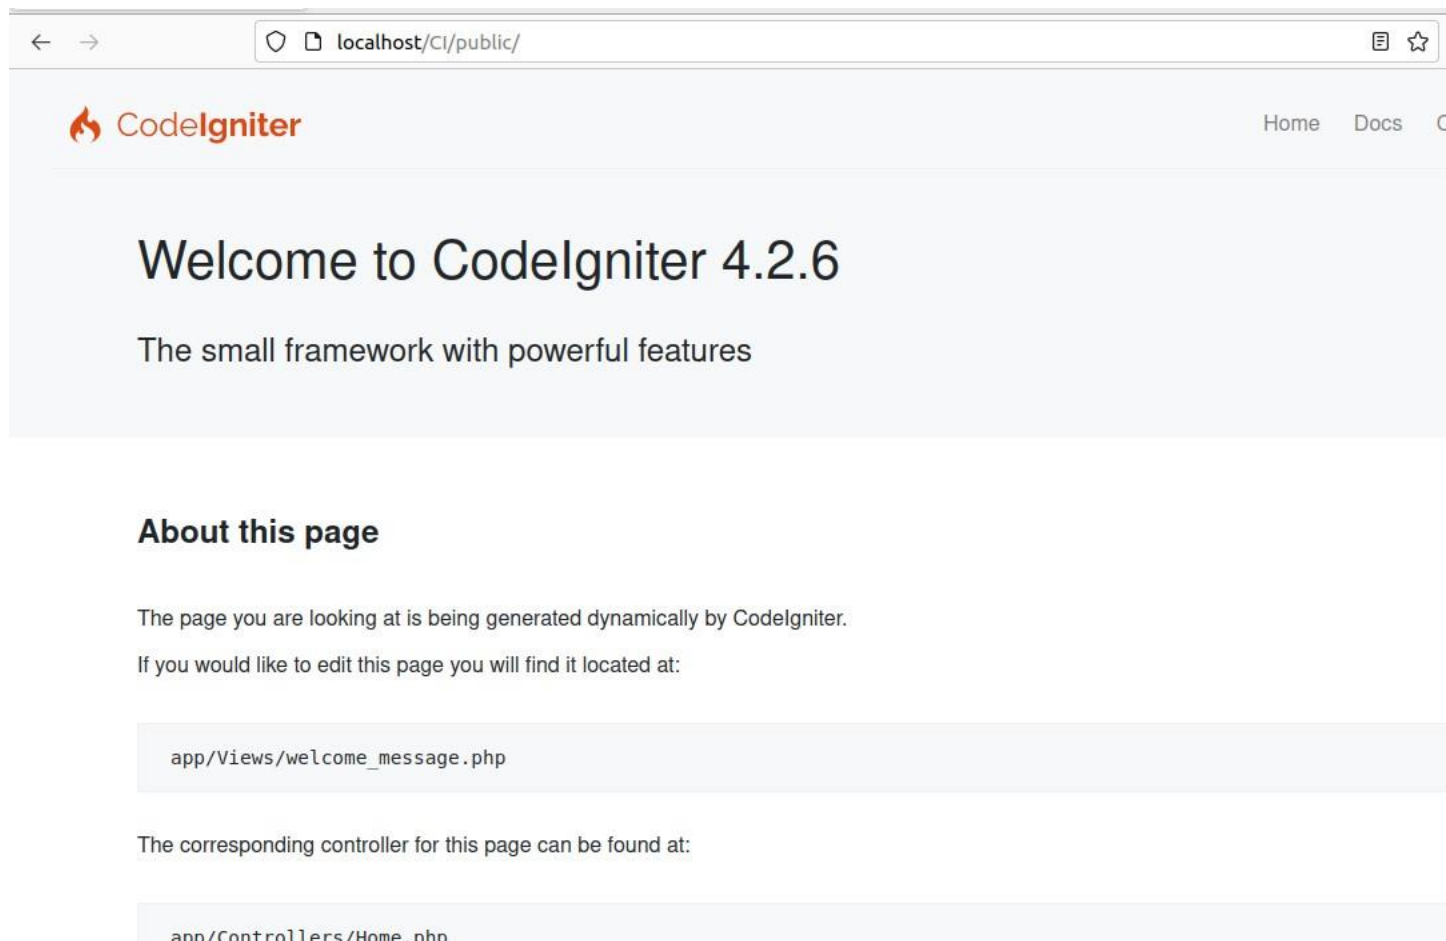 localhost/CI/public/
CodeIgniter
Home Docs
Welcome to CodeIgniter 4.2.6
The small framework with powerful features
About this page
The page you are looking at is being generated dynamically by CodeIgniter.
If you would like to edit this page you will find it located at:
app/Views/welcome_message.php
The corresponding controller for this page can be found at:
app/Controllers/Home.php